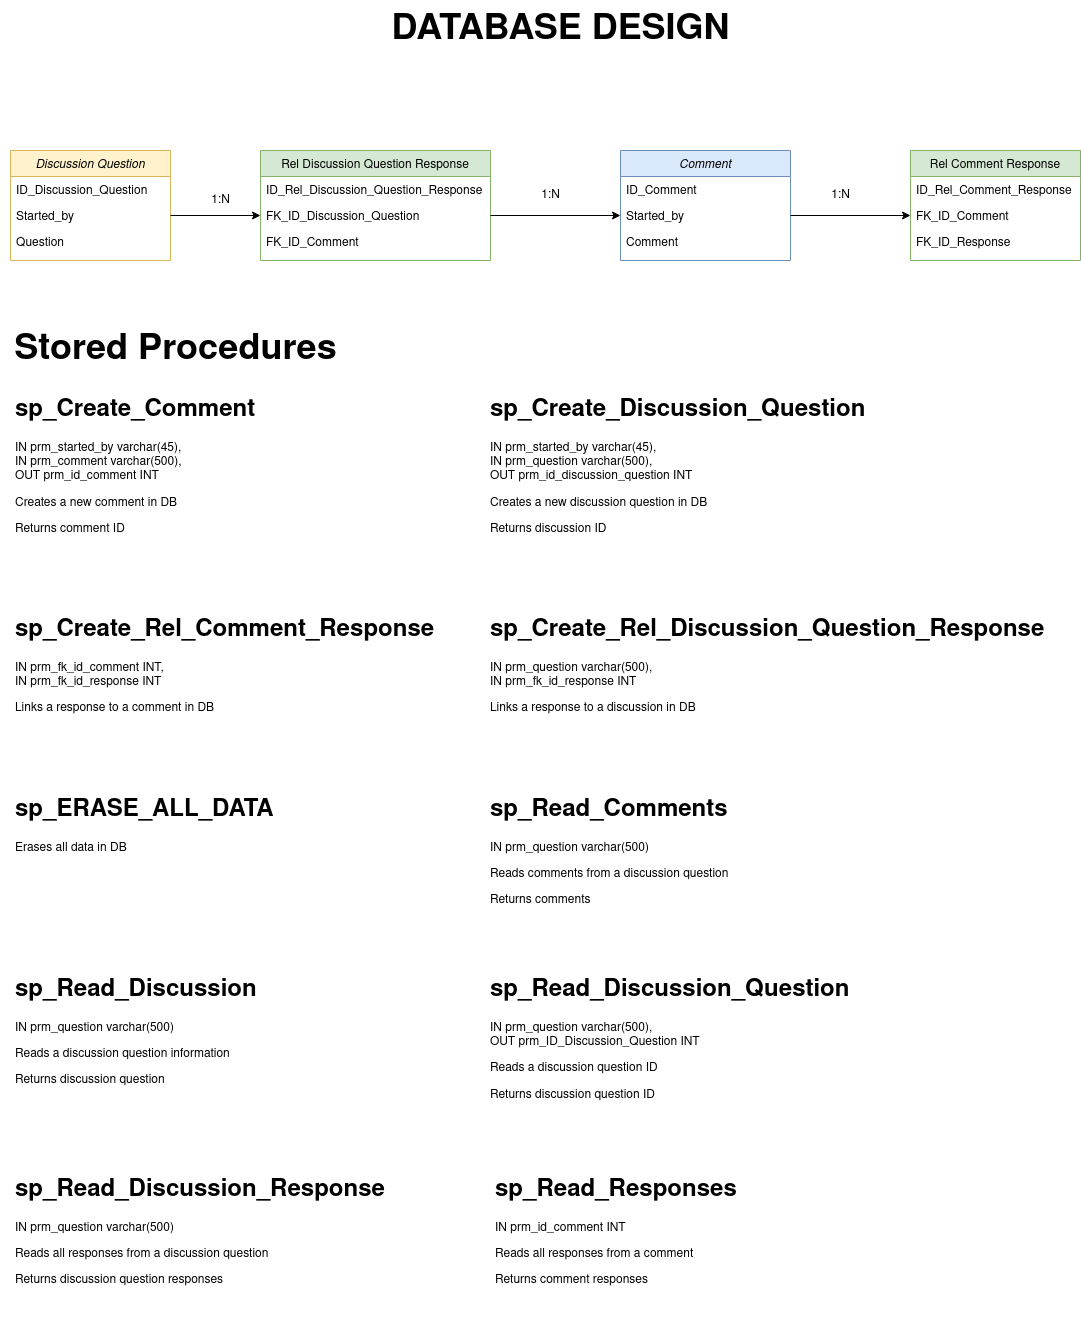 DATABASE DESIGN
Discussion Question
ID_Discussion_Question
Started_by
Question
1:N
Rel Discussion Question Response
ID_Rel_Discussion_Question_Response
FK_ID_Discussion_Question
FK_ID_Comment
1:N
Comment
ID_Comment
Started_by
Comment
1:N
Rel Comment Response
ID_Rel_Comment_Response
FK_ID_Comment
FK_ID_Response
Stored Procedures
sp_Create_Comment
IN prm_started_by varchar(45),
IN prm_comment varchar(500),
OUT prm_id_comment INT
Creates a new comment in DB
Returns comment ID
sp_Create_Discussion_Question
IN prm_started_by varchar(45),
IN prm_question varchar(500),
OUT prm_id_discussion_question INT
Creates a new discussion question in DB
Returns discussion ID
sp_Create_Rel_Comment_Response
IN prm_fk_id_comment INT,
IN prm_fk_id_response INT
Links a response to a comment in DB
sp_Create_Rel_Discussion_Question_Response
IN prm_question varchar(500),
IN prm_fk_id_response INT
Links a response to a discussion in DB
sp_ERASE_ALL_DATA
Erases all data in DB
sp_Read_Comments
IN prm_question varchar(500)
Reads comments from a discussion question
Returns comments
sp_Read_Discussion
IN prm_question varchar(500)
Reads a discussion question information
Returns discussion question
sp_Read_Discussion_Question
IN prm_question varchar(500),
OUT prm_ID_Discussion_Question INT
Reads a discussion question ID
Returns discussion question ID
sp_Read_Discussion_Response
IN prm_question varchar(500)
Reads all responses from a discussion question
Returns discussion question responses
sp_Read_Responses
IN prm_id_comment INT
Reads all responses from a comment
Returns comment responses